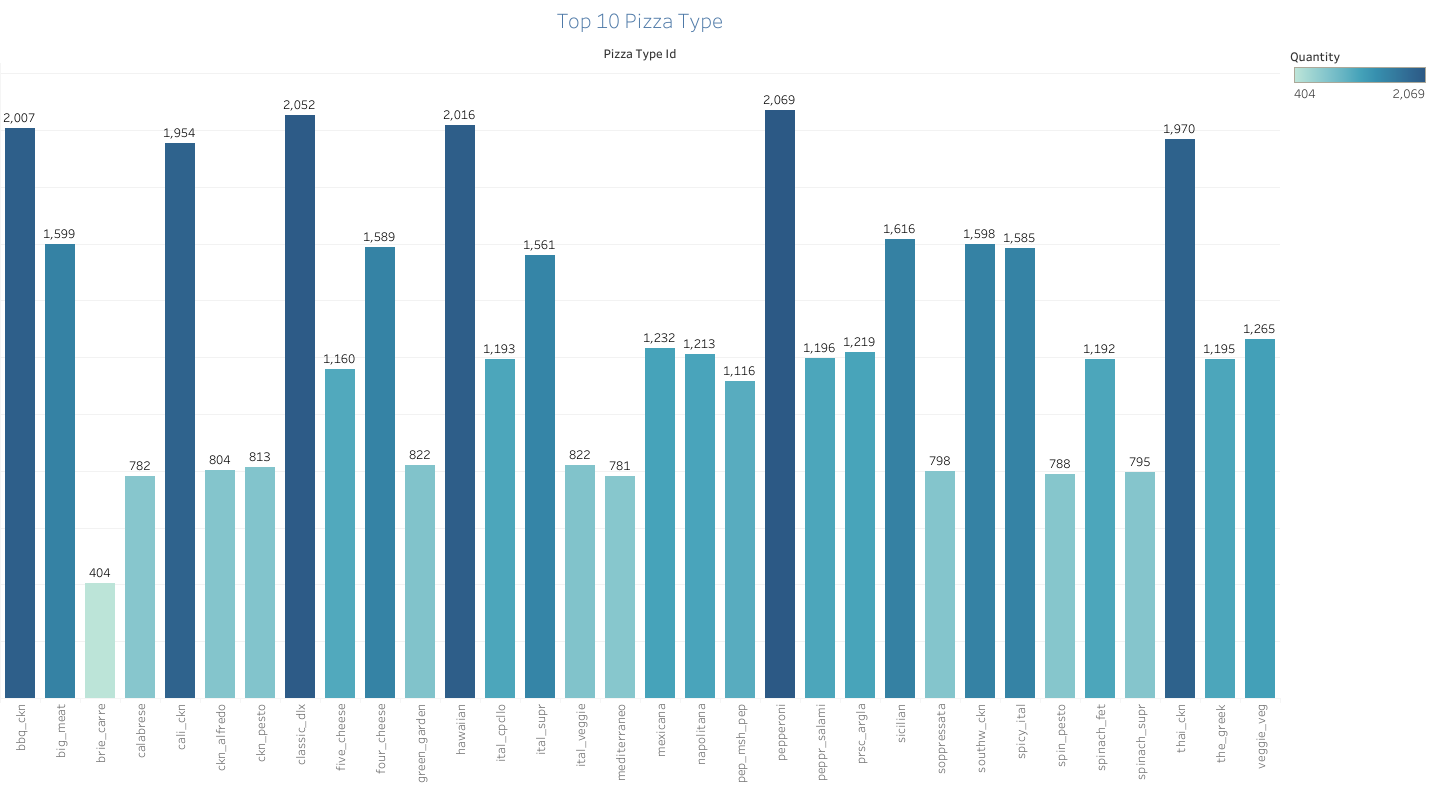 Top 10 Pizza Type
Pizza Type Id
Quantity
404 2,069
2,007
1,599
404
782
1,954
804
813
2,052
1,160
1,589
822
2,016
1,193
1,561
822
781
1,232
1,213
1,116
2,069
1,196
1,219
1,616
798
1,598
1,585
788
1,192
795
1,970
1,195
1,265
bbq_ckn
big_meat
brie_carre
calabrese
cali_ckn
ckn_alfredo
ckn_pesto
classic_dlx
five_cheese
four_cheese
green_garden
hawaiian
ital_cpcllo
ital_supr
ital_veggie
mediterraneo
mexicana
napolitana
pep_msh_pep
pepperoni
peppr_salami
prsc_argla
sicilian
soppressata
southw_ckn
spicy_ital
spin_pesto
spinach_fet
spinach_supr
thai_ckn
the_greek
veggie_veg